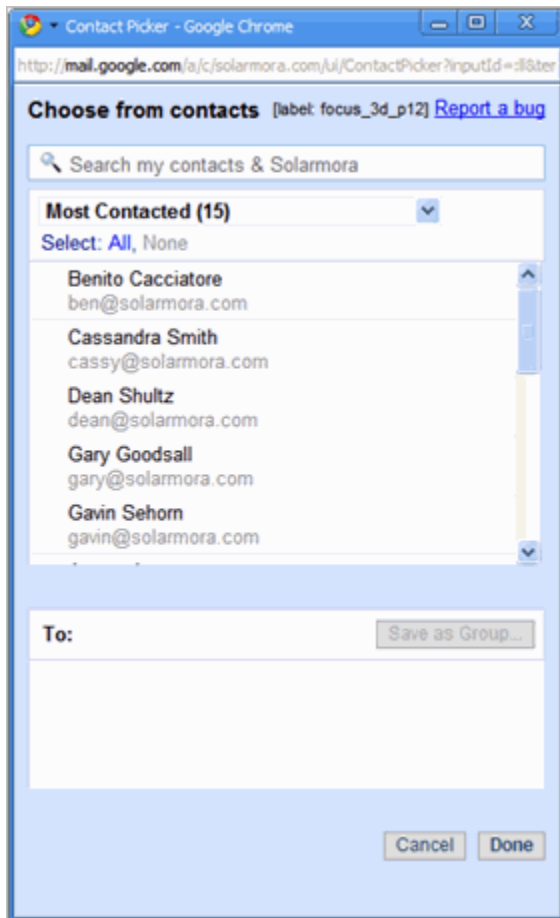 Contact Picker - Google Chrome
http://mail.google.com/a/c/solarmora.com/ui/ContactPicker?inputId=:l&ter
Choose from contacts [label: focus_3d_p12] Report a bug
Search my contacts & Solarmora
Most Contacted (15)
Select: All, None
Benito Cacciatore
ben@solarmora.com
Cassandra Smith
cassy@solarmora.com
Dean Shultz
dean@solarmora.com
Gary Goodsall
gary@solarmora.com
Gavin Sehorn
gavin@solarmora.com
To: Save as Group...
Cancel Done